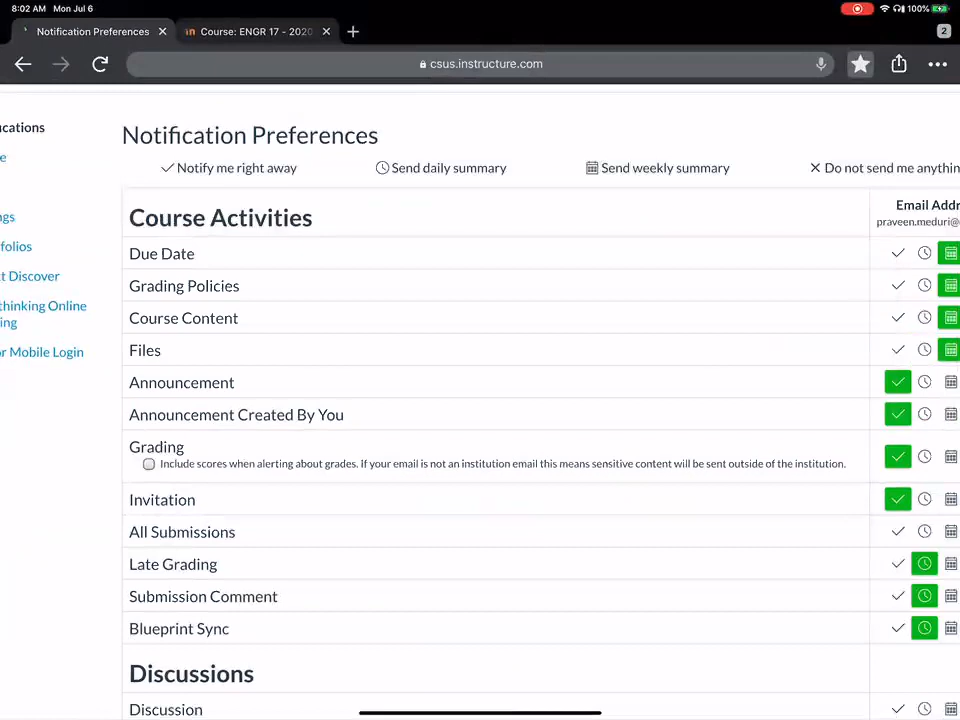 8:02 AM Mon Jul 6
100%
Notification Preferences
Course: ENGR 17 - 2020
2
csus.instructure.com
Notification Preferences
Notify me right away
Send daily summary
Send weekly summary
Do not send me anythin
Course Activities
Email Addr
praveen.meduri@
Due Date
Grading Policies
Course Content
Files
Announcement
Announcement Created By You
Grading
Include scores when alerting about grades. If your email is not an institution email this means sensitive content will be sent outside of the institution.
Invitation
All Submissions
Late Grading
Submission Comment
Blueprint Sync
Discussions
Discussion
ications
e
ngs
folios
t Discover
thinking Online
ing
or Mobile Login